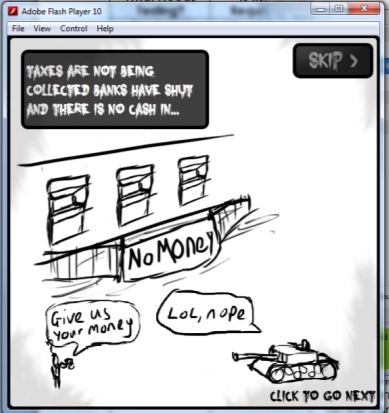 Adobe Flash Player 10
File View Control Help
TAXES ARE NOT BEING
COLLECTED BANKS HAVE SHUT
AND THERE IS NO CASH IN...
SKIP >
NO MONEY
Give us
your money
LOL, nope
CLICK TO GO NEXT